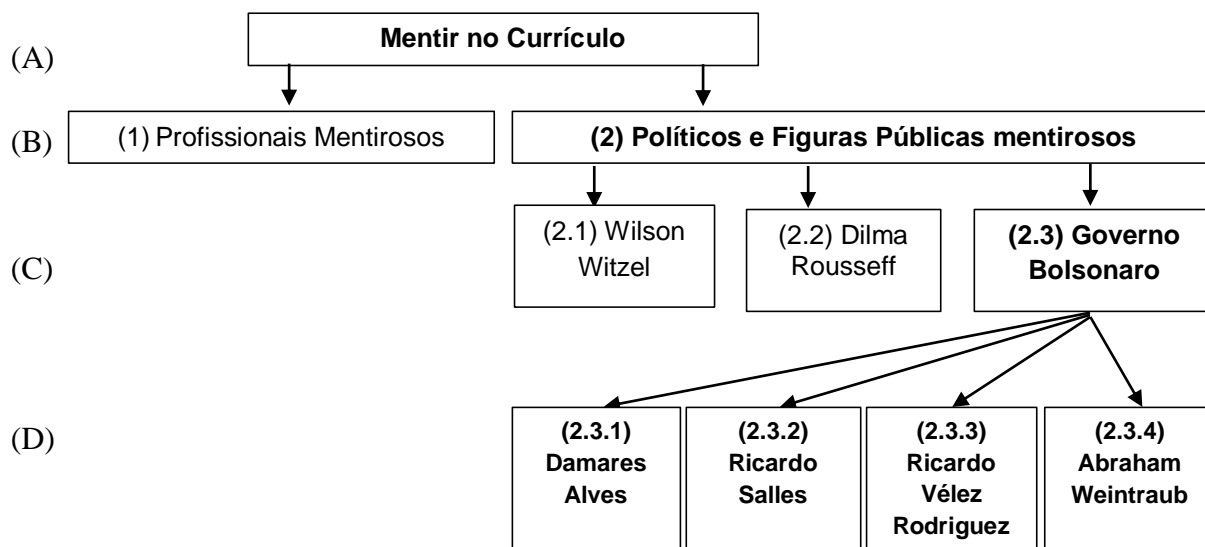 (A)
Mentir no Currículo
(B)
(1) Profissionais Mentirosos
(2) Políticos e Figuras Públicas mentirosos
(C)
(2.1) Wilson
Witzel
(2.2) Dilma
Rousseff
(2.3) Governo
Bolsonaro
(D)
(2.3.1)
Damares
Alves
(2.3.2)
Ricardo
Salles
(2.3.3)
Ricardo
Vélez
Rodriguez
(2.3.4)
Abraham
Weintraub